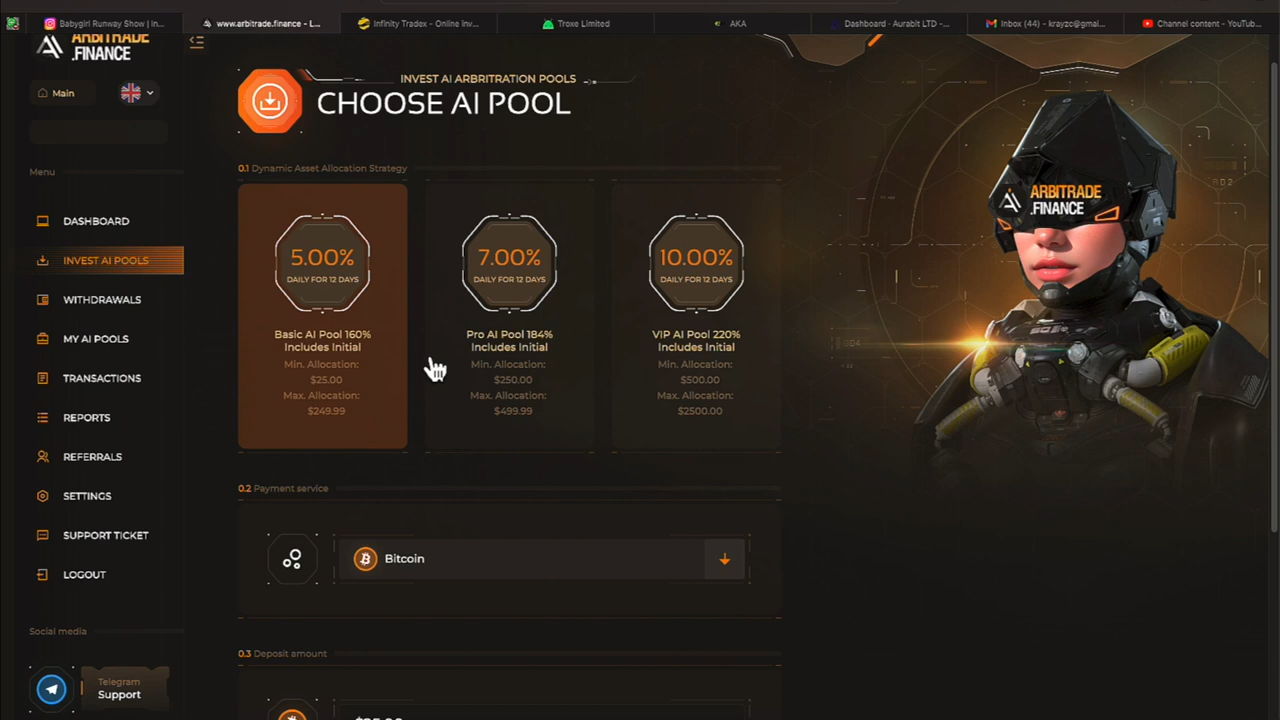 Babygirl Runway Show | In...
www.arbitrade.finance - L...
Infinity Tradex - Online Inv...
Troxe Limited
AKA
Dashboard - Aurabit LTD - ...
Inbox (44) - krayzc@gmal...
Channel content - YouTub...
ARBITRADE
.FINANCE
Main
Menu
DASHBOARD
INVEST AI POOLS
WITHDRAWALS
MY AI POOLS
TRANSACTIONS
REPORTS
REFERRALS
SETTINGS
SUPPORT TICKET
LOGOUT
Social media
Telegram
Support
INVEST AI ARBRITRATION POOLS
CHOOSE AI POOL
0.1 Dynamic Asset Allocation Strategy
5.00%
DAILY FOR 12 DAYS
Basic AI Pool 160%
Includes Initial
Min. Allocation:
$25.00
Max. Allocation:
$249.99
7.00%
DAILY FOR 12 DAYS
Pro AI Pool 184%
Includes Initial
Min. Allocation:
$250.00
Max. Allocation:
$499.99
10.00%
DAILY FOR 12 DAYS
VIP AI Pool 220%
Includes Initial
Min. Allocation:
$500.00
Max. Allocation:
$2500.00
0.2 Payment service
Bitcoin
0.3 Deposit amount
ARBITRADE
.FINANCE